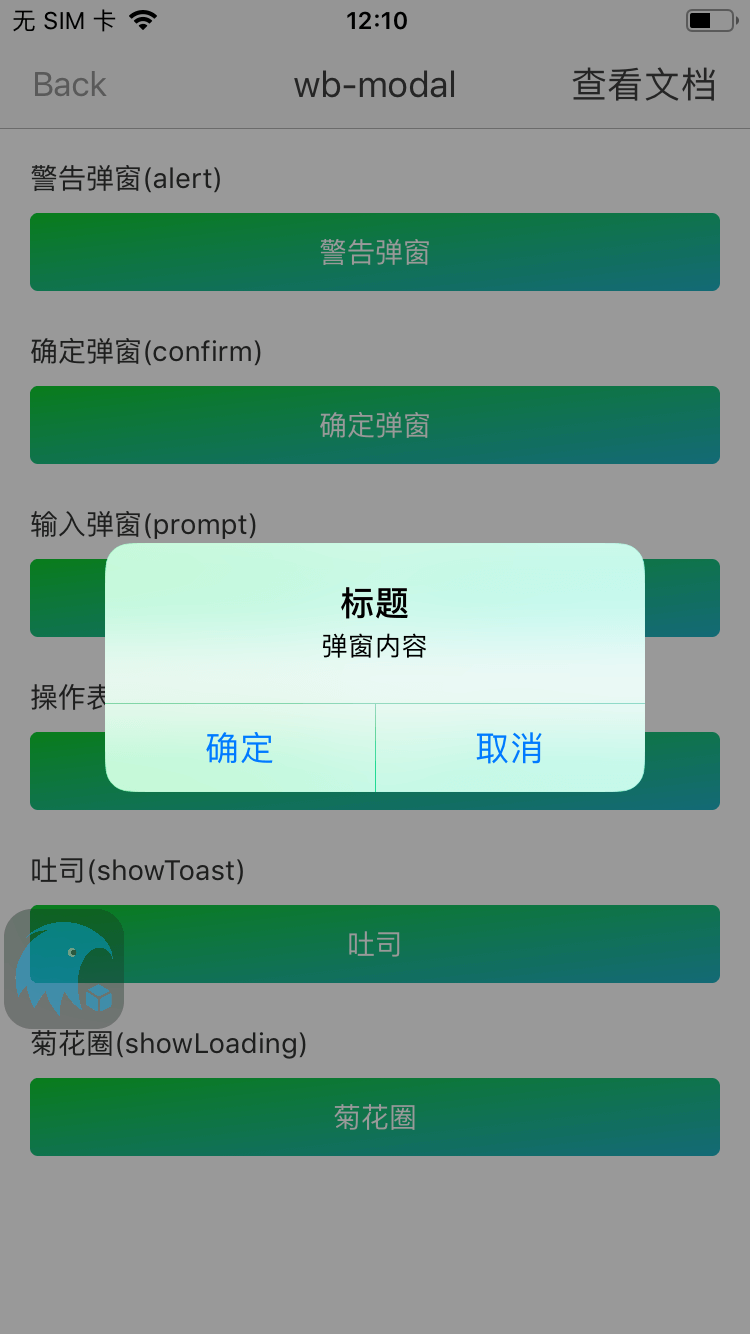 无 SIM 卡 12:10
Back wb-modal 查看文档
警告弹窗(alert)
警告弹窗
确定弹窗(confirm)
确定弹窗
输入弹窗(prompt)
标题
弹窗内容
操作表
确定 取消
吐司(showToast)
吐司
菊花圈(showLoading)
菊花圈